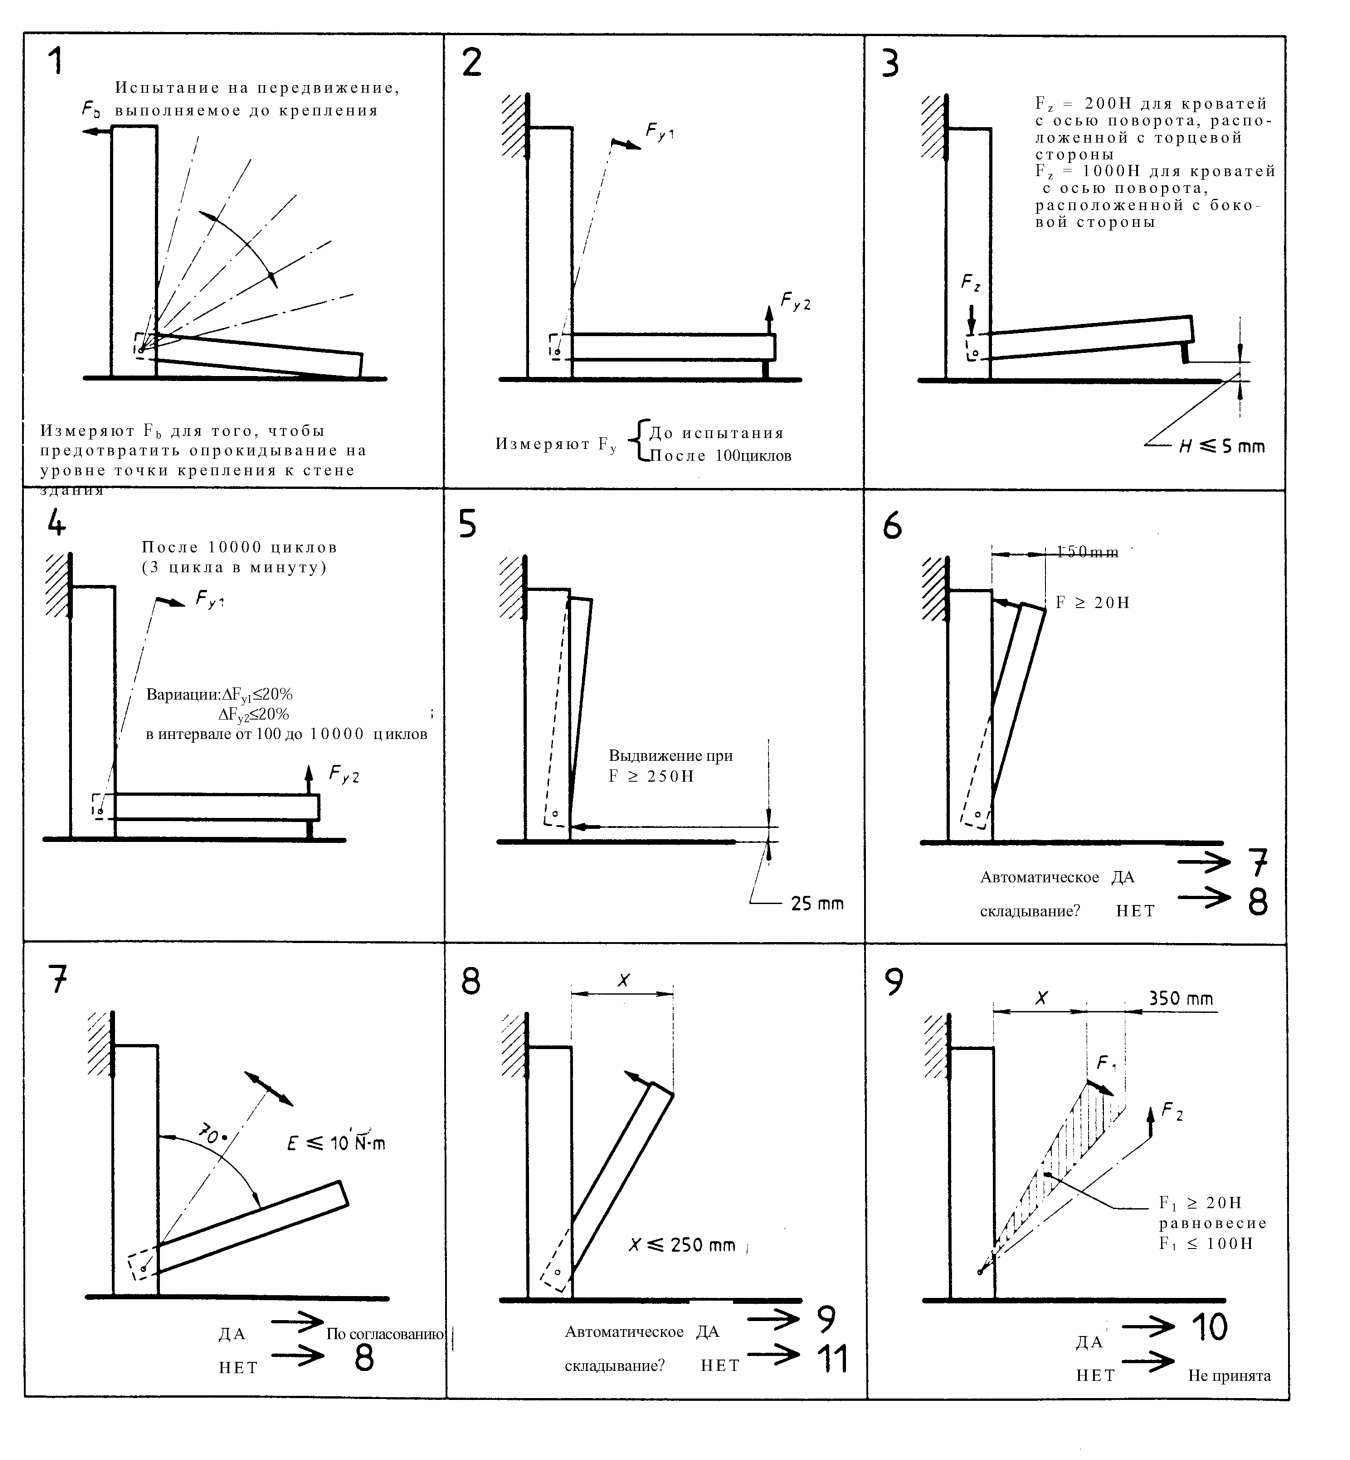 1
Испытание на передвижение,
выполняемое до крепления
Fb
Измеряют Fb для того, чтобы
предотвратить опрокидывание на
уровне точки крепления к стене
здания
2
Fy1
Fy2
Измеряют Fy
До испытания
После 100циклов
3
Fz = 200Н для кроватей
с осью поворота, распо-
ложенной с торцевой
стороны
Fz = 1000Н для кроватей
с осью поворота,
расположенной с боко-
вой стороны
Fz
H ≤ 5 mm
4
После 10000 циклов
(3 цикла в минуту)
Fy1
Вариации:ΔFy1≤20%
ΔFy2≤20%
в интервале от 100 до 10000 циклов
Fy2
5
Выдвижение при
F ≥ 250Н
25 mm
6
150mm
F ≥ 20Н
7
Автоматическое ДА
8
складывание? НЕТ
7
70°
E ≤ 10 N·m
ДА По согласованию
НЕТ 8
8
X
X ≤ 250 mm
Автоматическое ДА 9
складывание? НЕТ 11
9
X
350 mm
F1
F2
F1 ≥ 20Н
равновесие
F1 ≤ 100Н
ДА 10
НЕТ Не принята